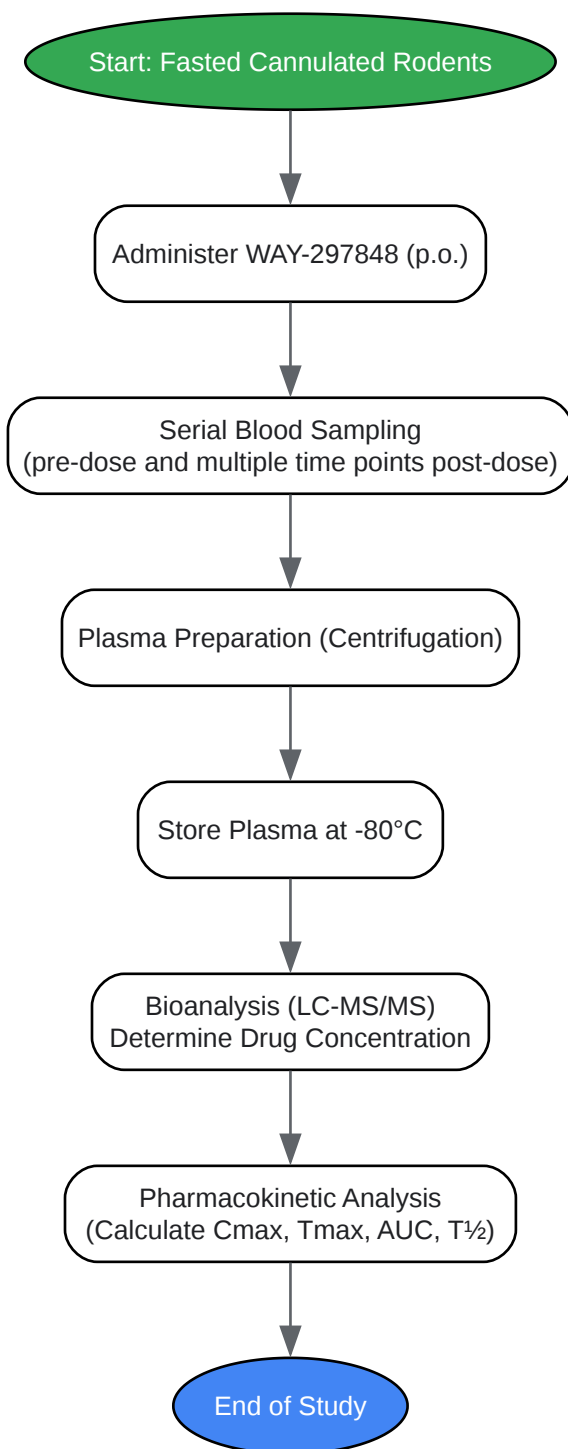 Start: Fasted Cannulated Rodents
Administer WAY-297848 (p.o.)
Serial Blood Sampling
(pre-dose and multiple time points post-dose)
Plasma Preparation (Centrifugation)
Store Plasma at -80°C
Bioanalysis (LC-MS/MS)
Determine Drug Concentration
Pharmacokinetic Analysis
(Calculate Cmax, Tmax, AUC, T½)
End of Study